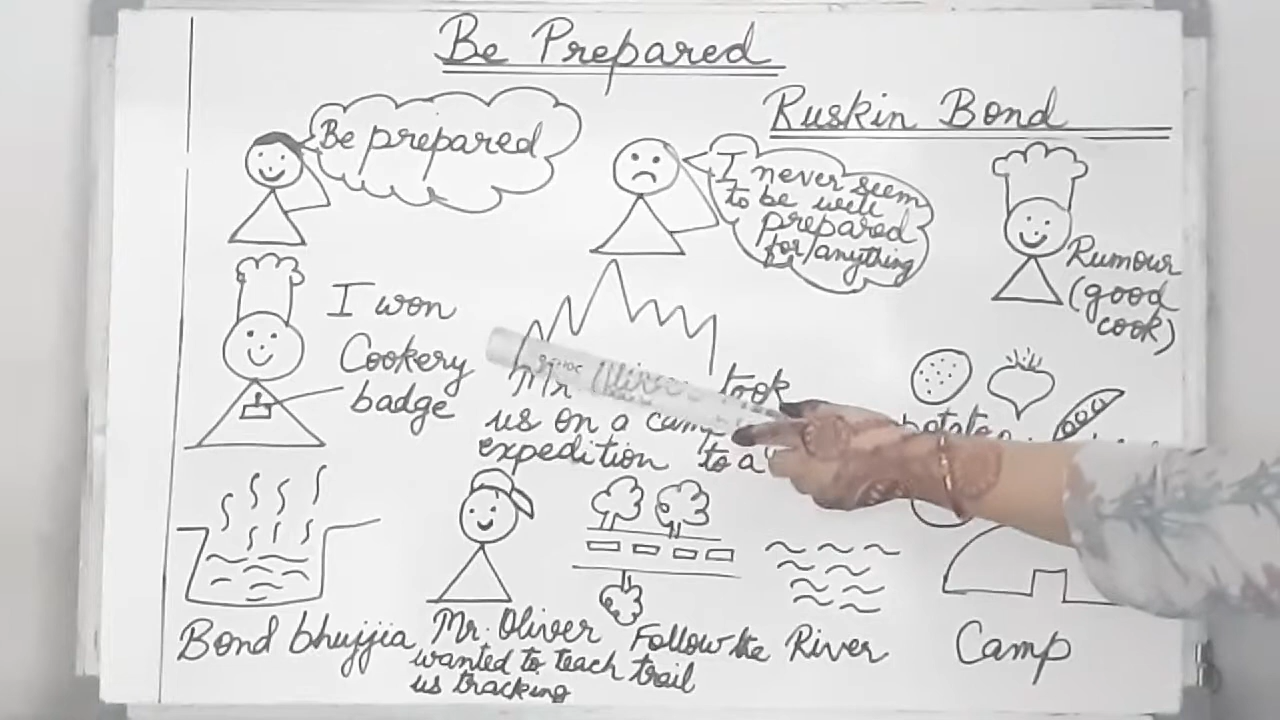 Be Prepared
Ruskin Bond
Be prepared
I never seem
to be well
prepared
for/anything
Rumour
(good
cook)
I won
Cookery
badge
Mr took
us on a
expedition to a
Bond bhujjia
Mr. Oliver
wanted to teach
us tracking
Follow the
trail
River
Camp